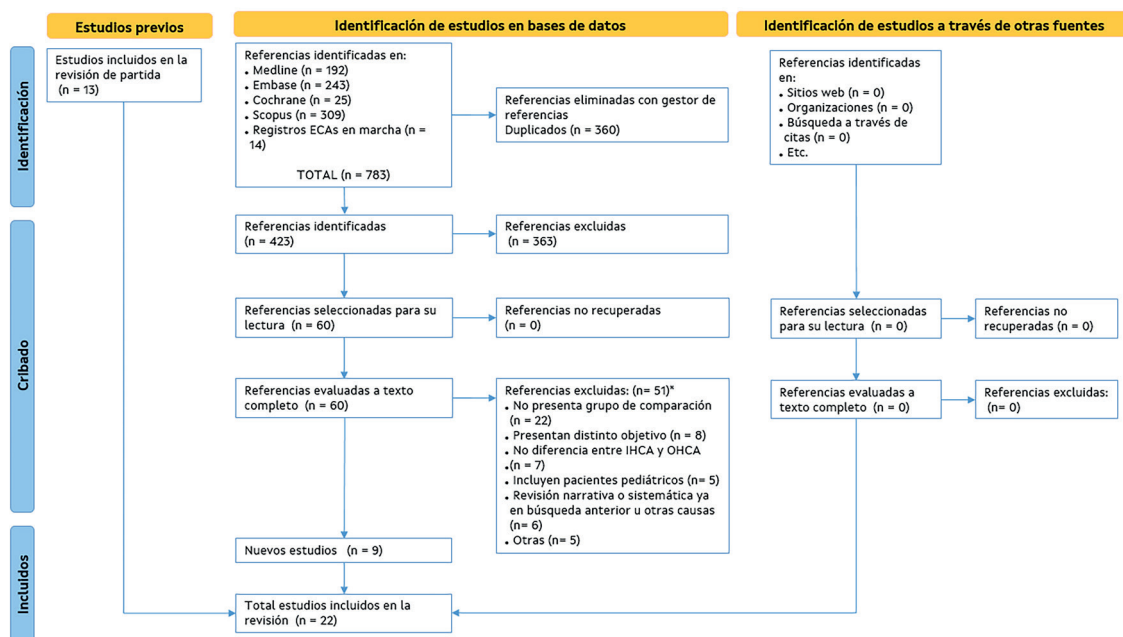 Estudios previos
Identificación de estudios en bases de datos
Identificación de estudios a través de otras fuentes
Identificación
Estudios incluidos en la
revisión de partida
(n = 13)
Referencias identificadas en:
• Medline (n = 192)
• Embase (n = 243)
• Cochrane (n = 25)
• Scopus (n = 309)
• Registros ECAs en marcha (n =
14)
TOTAL (n = 783)
Referencias eliminadas con gestor de
referencias
Duplicados (n = 360)
Referencias identificadas
en:
• Sitios web (n = 0)
• Organizaciones (n = 0)
• Búsqueda a través de
citas (n = 0)
• Etc.
Cribado
Referencias identificadas
(n = 423)
Referencias excluidas
(n = 363)
Referencias seleccionadas para su
lectura (n = 60)
Referencias no recuperadas
(n = 0)
Referencias seleccionadas
para su lectura (n = 0)
Referencias no
recuperadas (n = 0)
Referencias evaluadas a texto
completo (n = 60)
Referencias excluidas: (n= 51)*
• No presenta grupo de comparación
(n = 22)
• Presentan distinto objetivo (n = 8)
• No diferencia entre IHCA y OHCA
• (n = 7)
• Incluyen pacientes pediátricos (n= 5)
• Revisión narrativa o sistemática ya
en búsqueda anterior u otras causas
(n= 6)
• Otras (n = 5)
Referencias evaluadas a
texto completo (n = 0)
Referencias excluidas:
(n= 0)
Incluidos
Nuevos estudios (n = 9)
Total estudios incluidos en la
revisión (n = 22)